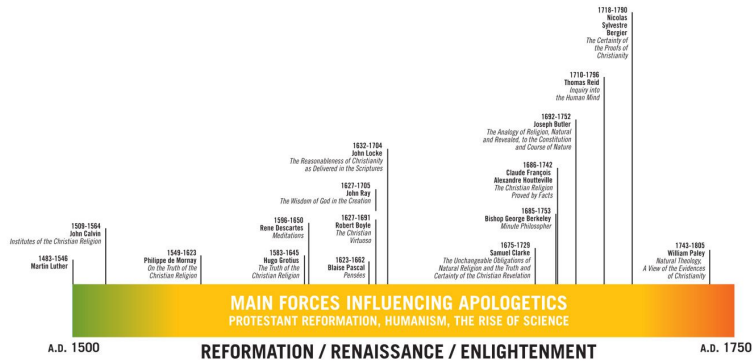 1483-1546
Martin Luther
1509-1564
John Calvin
Institutes of the Christian Religion
1549-1623
Philippe de Mornay
On the Truth of the
Christian Religion
1583-1645
Hugo Grotius
The Truth of the
Christian Religion
1596-1650
Rene Descartes
Meditations
1623-1662
Blaise Pascal
Pensées
1627-1691
Robert Boyle
The Christian
Virtuoso
1627-1705
John Ray
The Wisdom of God in the Creation
1632-1704
John Locke
The Reasonableness of Christianity
as Delivered in the Scriptures
1675-1729
Samuel Clarke
The Unchangeable Obligations of
Natural Religion and the Truth and
Certainty of the Christian Revelation
1685-1753
Bishop George Berkeley
Minute Philosopher
1686-1742
Claude François
Alexandre Houtteville
The Christian Religion
Proved by Facts
1692-1752
Joseph Butler
The Analogy of Religion, Natural
and Revealed, to the Constitution
and Course of Nature
1710-1796
Thomas Reid
Inquiry into
the Human Mind
1718-1790
Nicolas
Sylvestre
Bergier
The Certainty of
the Proofs of
Christianity
1743-1805
William Paley
Natural Theology,
A View of the Evidences
of Christianity
MAIN FORCES INFLUENCING APOLOGETICS
PROTESTANT REFORMATION, HUMANISM, THE RISE OF SCIENCE
A.D. 1500
REFORMATION / RENAISSANCE / ENLIGHTENMENT
A.D. 1750